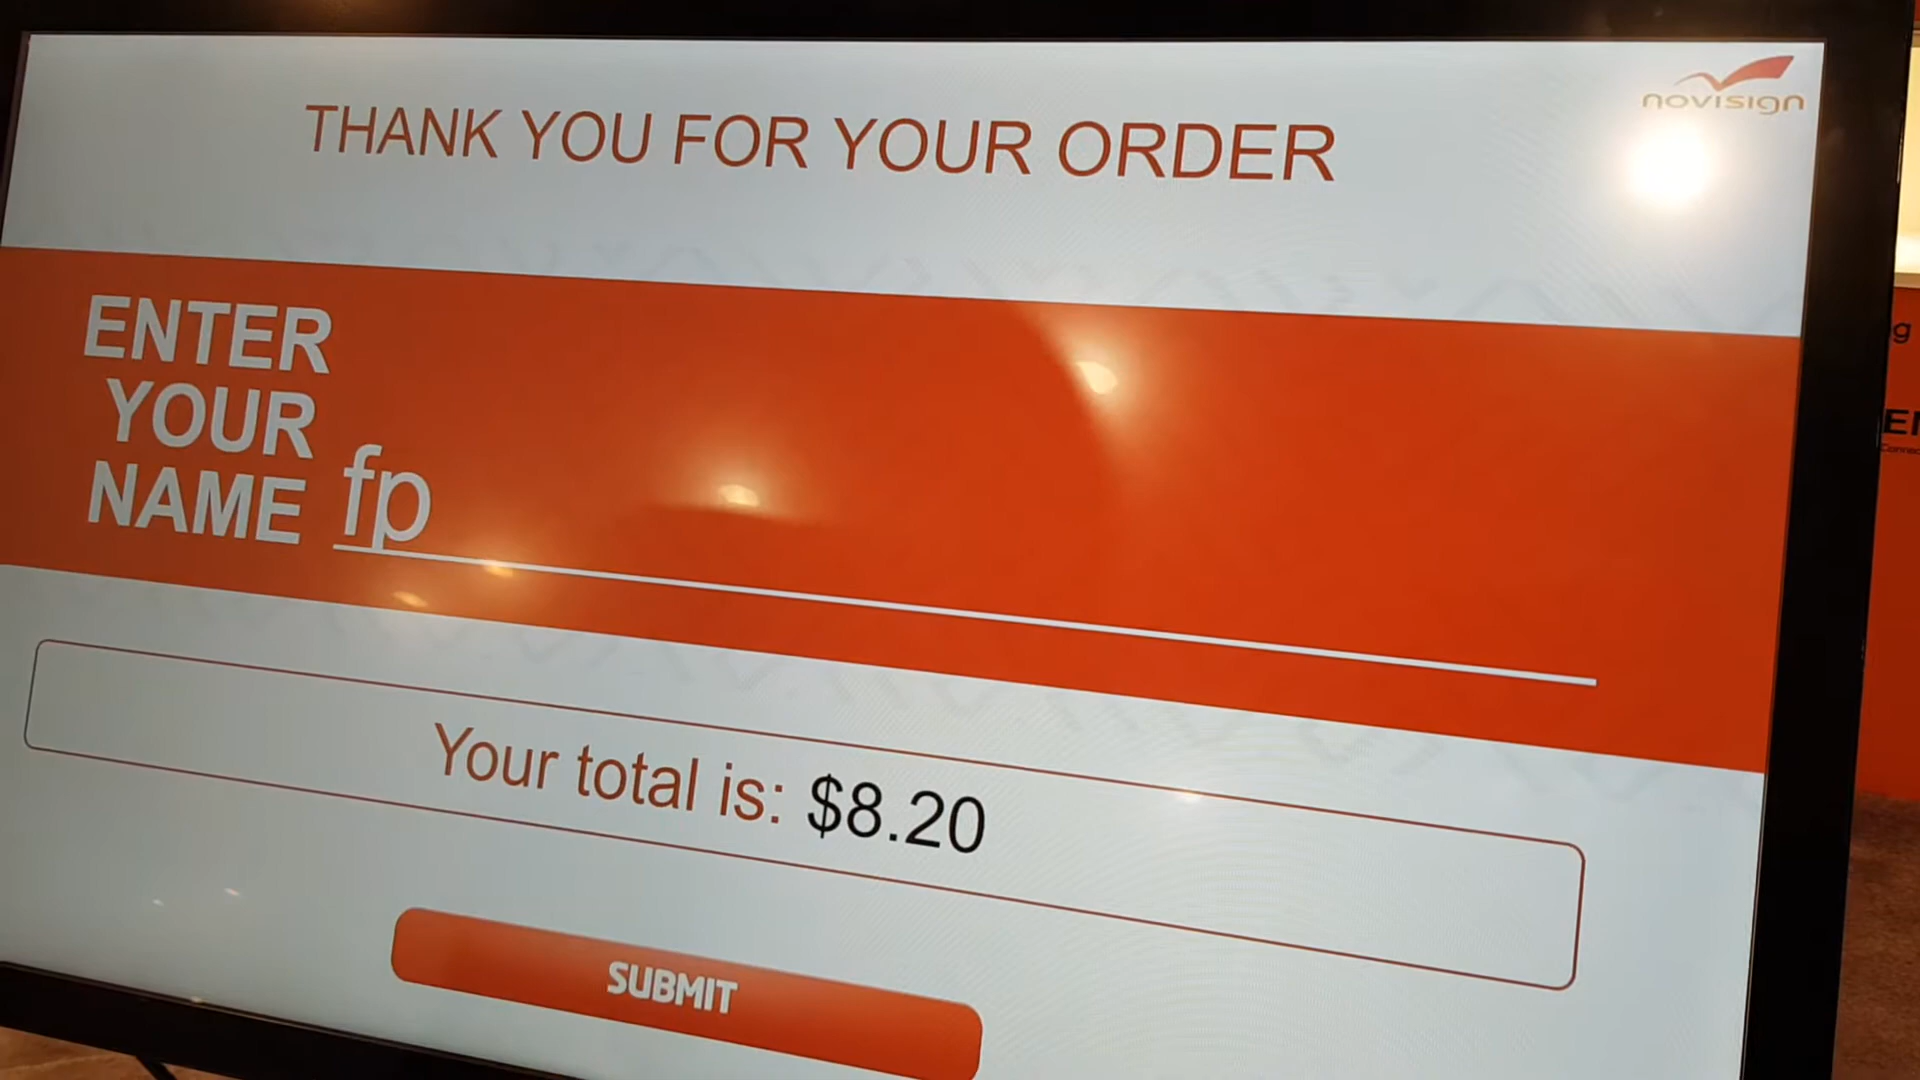 novisign
THANK YOU FOR YOUR ORDER
ENTER
YOUR
NAME fp
Your total is: $8.20
SUBMIT